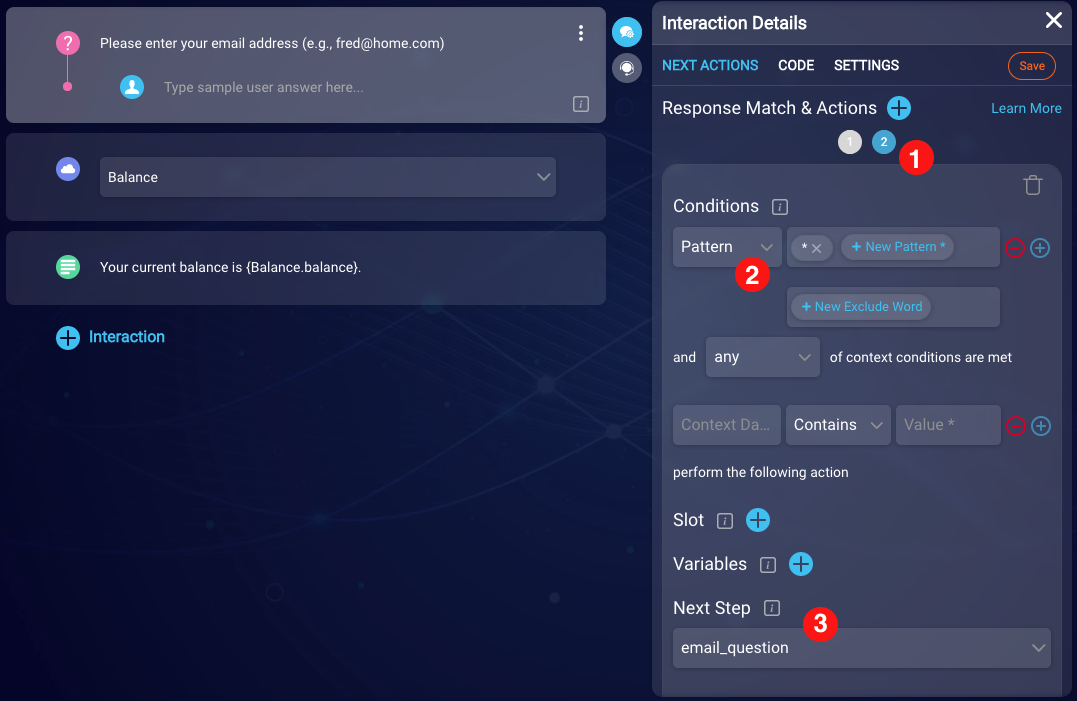 ? Please enter your email address (e.g., fred@home.com)
Type sample user answer here...
i
Balance
Your current balance is {Balance.balance}.
Interaction
Interaction Details
NEXT ACTIONS CODE SETTINGS Save
Response Match & Actions Learn More
1 2 1
Conditions i
Pattern * × + New Pattern *
2
+ New Exclude Word
and any of context conditions are met
Context Da... Contains Value *
perform the following action
Slot i
Variables i
Next Step i
3
email_question